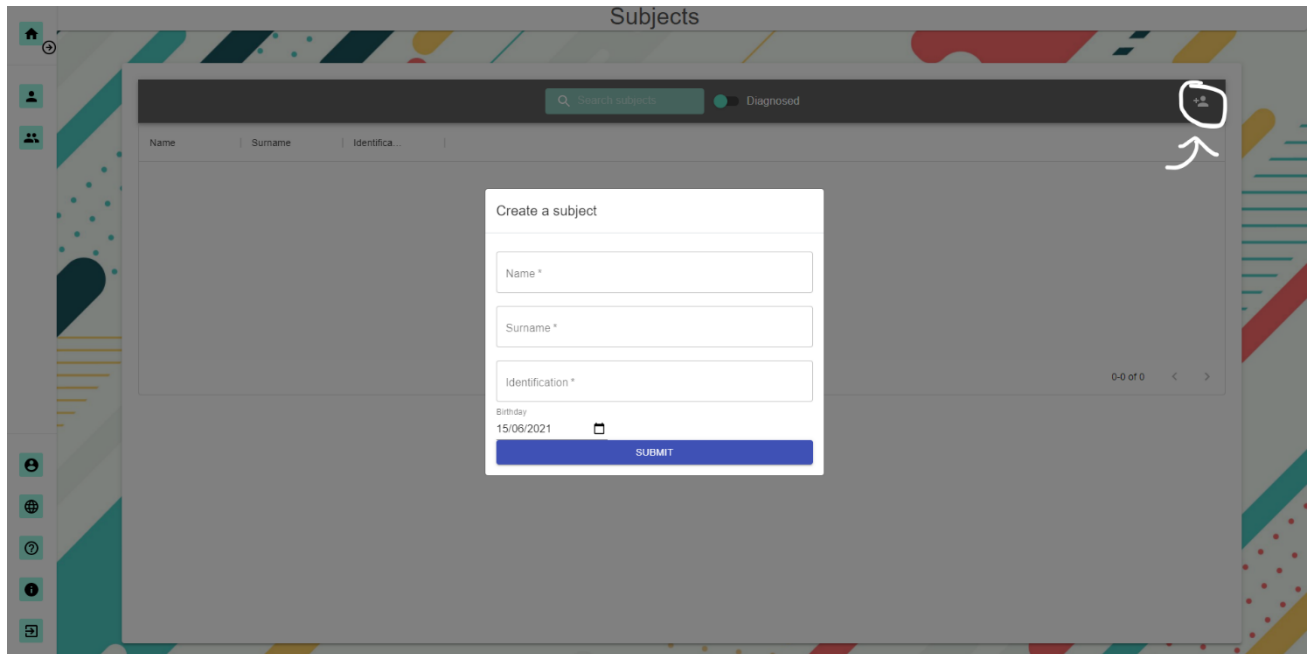 Subjects
Search subjects Diagnosed
Name Surname Identifica...
Create a subject
Name *
Surname *
Identification *
0-0 of 0
Birthday
15/06/2021
SUBMIT